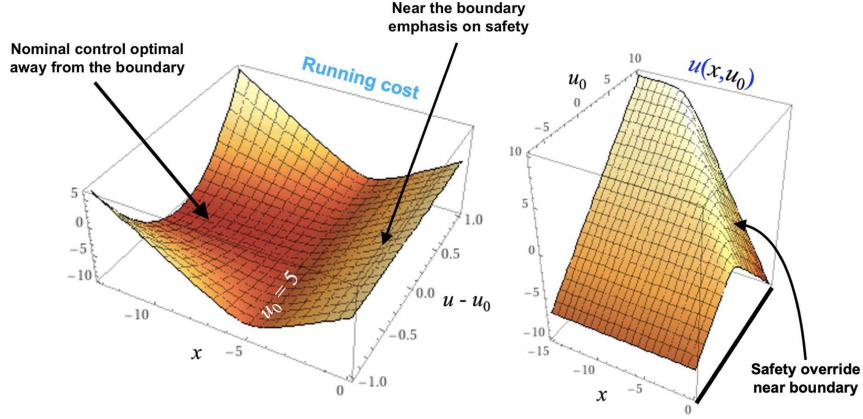 Near the boundary
emphasis on safety
Nominal control optimal
away from the boundary
Running cost
5
0
−5
−10
−10
−5
0
x
u₀ = 5
1.0
0.5
0.0
−0.5
−1.0
u - u₀
u(x,u₀)
u₀
10
5
0
−5
10
5
0
−5
−10
−15
−10
−5
0
x
Safety override
near boundary